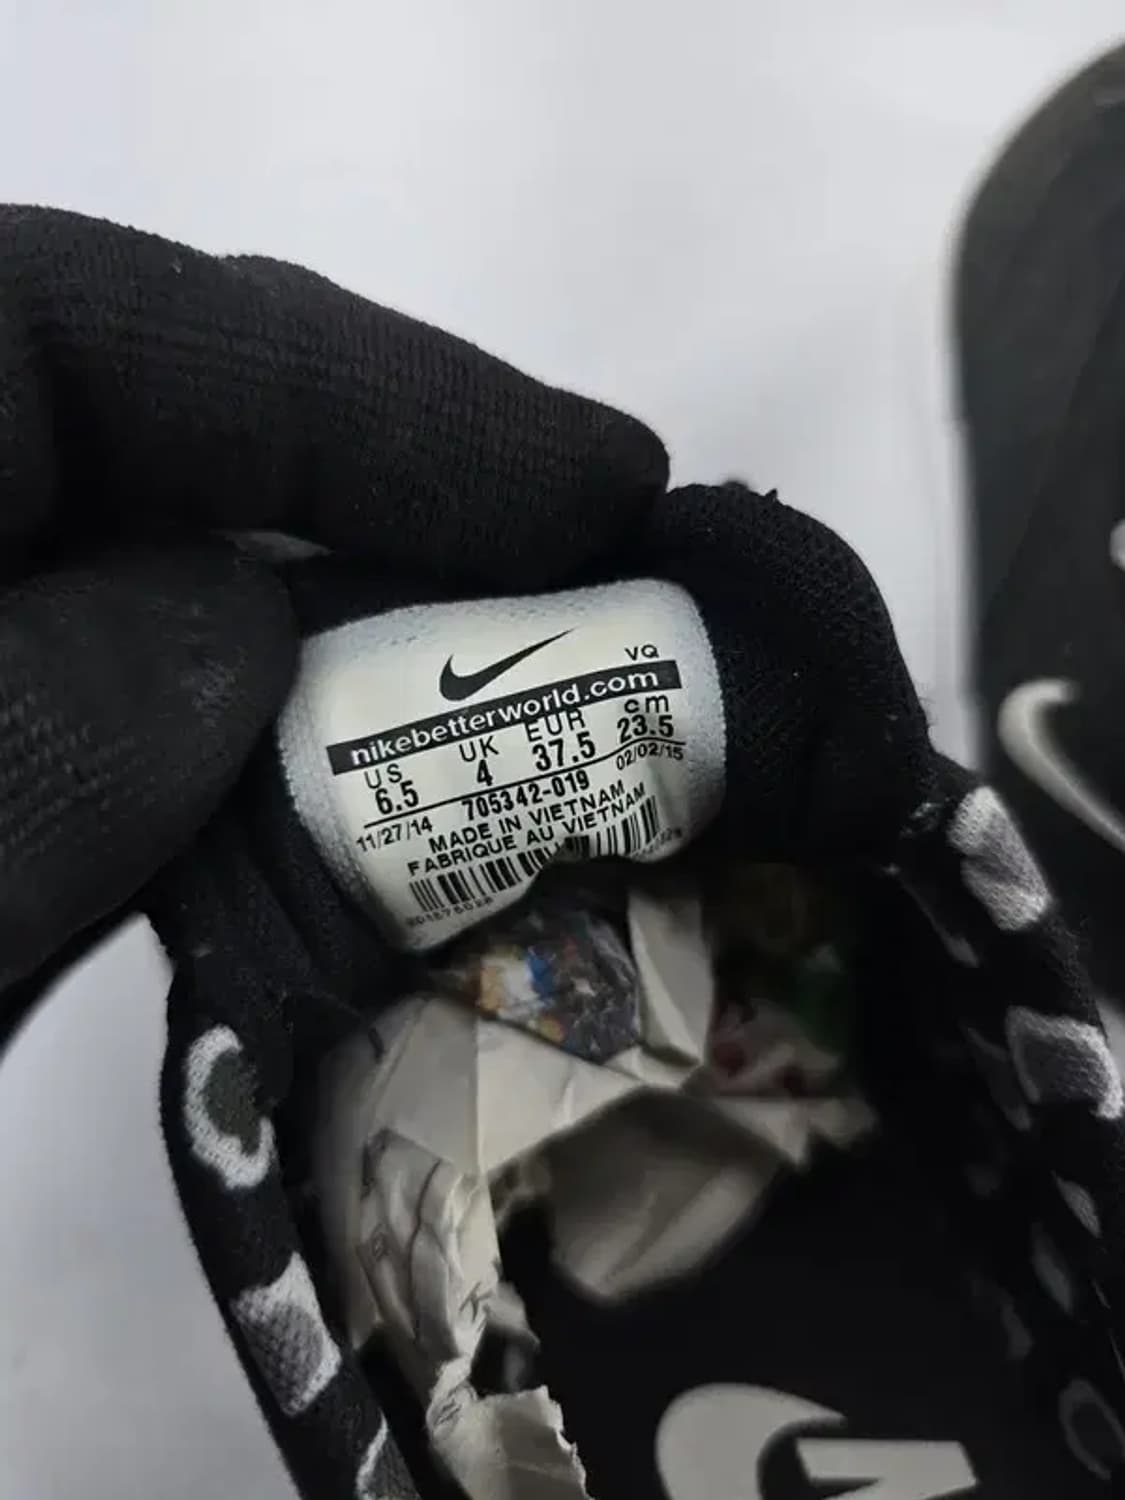 VQ
nikebetterworld.com
US UK EUR cm
6.5 4 37.5 23.5
11/27/14 705342-019 02/02/15
MADE IN VIETNAM
FABRIQUE AU VIETNAM